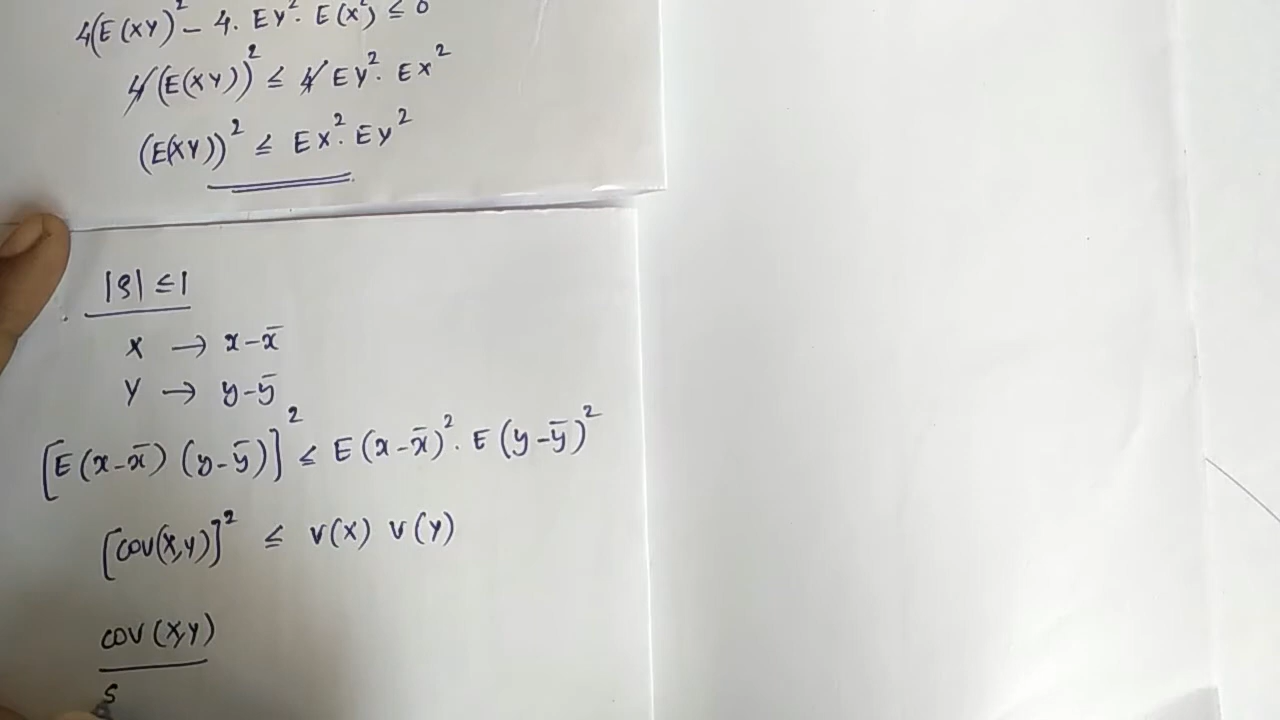 4(E(XY)² - 4. EY². E(X²) ≤ 0
4(E(XY))² ≤ 4 EY². EX²
(E(XY))² ≤ EX². EY²
|ρ| ≤ 1
X → x-x̄
Y → y-ȳ
[E(x-x̄) (y-ȳ)]² ≤ E(x-x̄)². E(y-ȳ)²
[COV(X,Y)]² ≤ V(X) V(Y)
COV(X,Y)
S